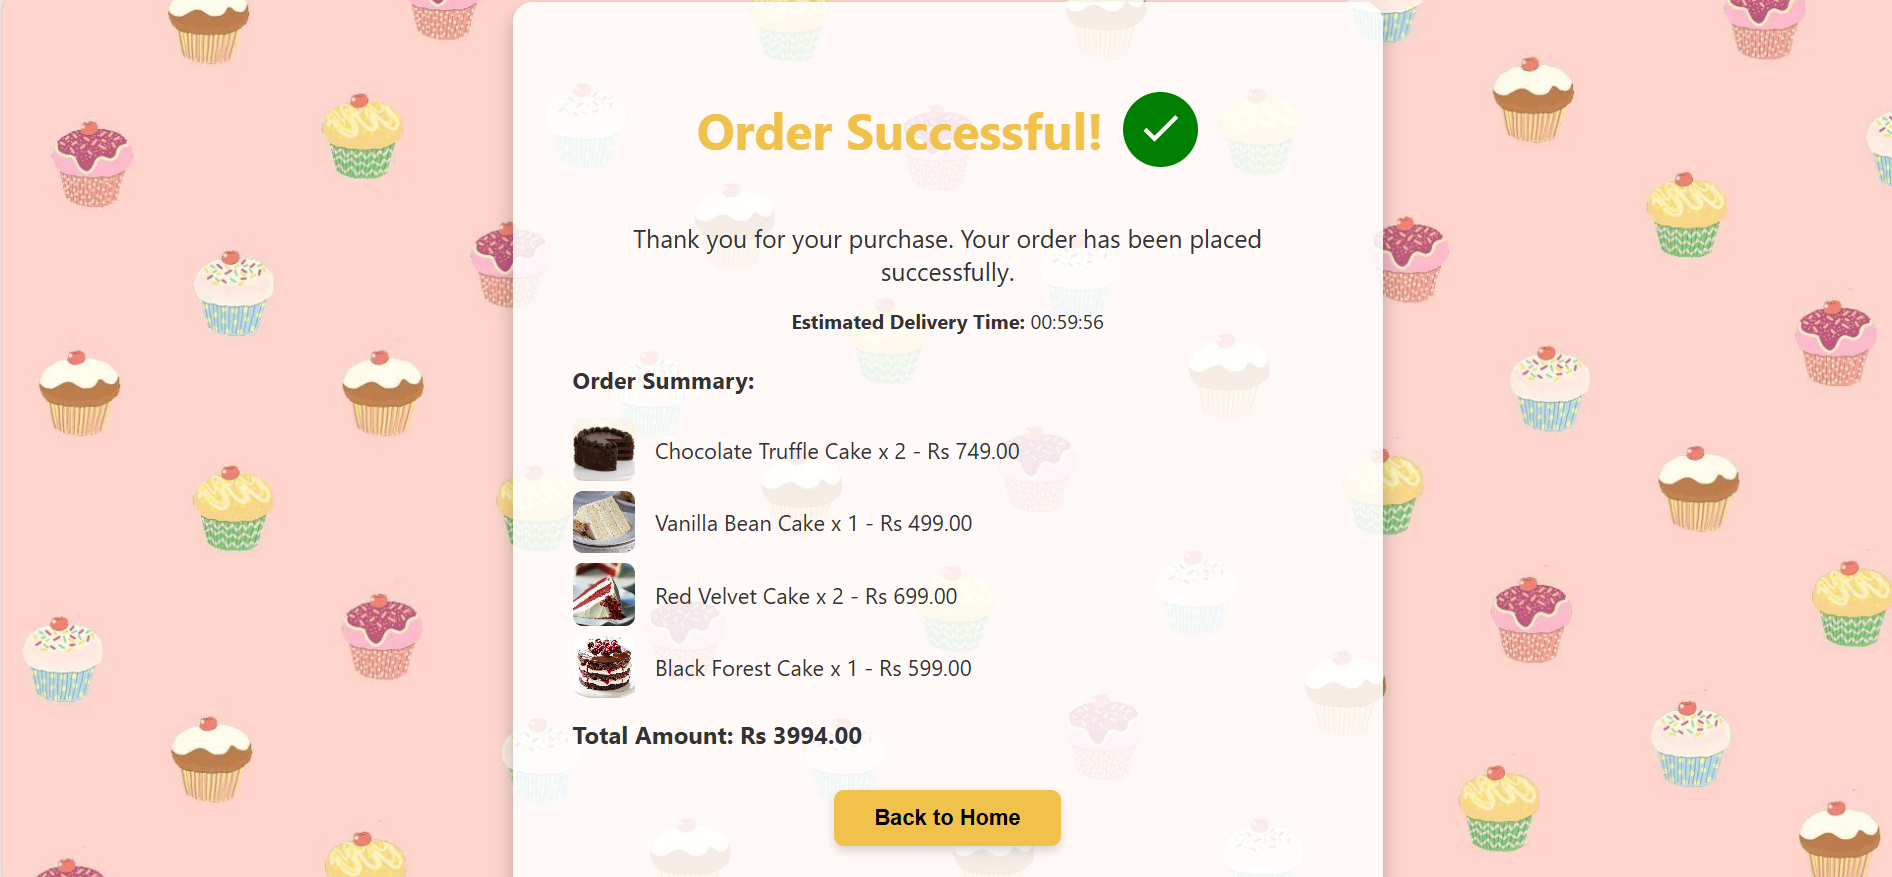 Order Successful!
Thank you for your purchase. Your order has been placed
successfully.
Estimated Delivery Time: 00:59:56
Order Summary:
Chocolate Truffle Cake x 2 - Rs 749.00
Vanilla Bean Cake x 1 - Rs 499.00
Red Velvet Cake x 2 - Rs 699.00
Black Forest Cake x 1 - Rs 599.00
Total Amount: Rs 3994.00
Back to Home